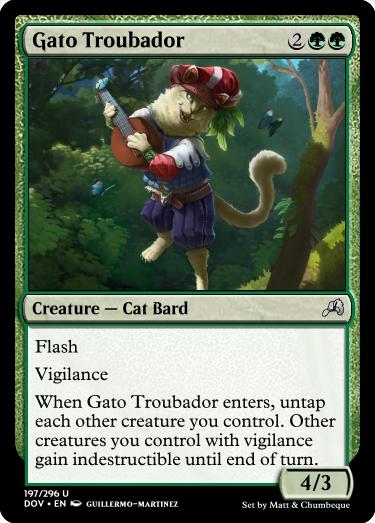 Gato Troubador 2
Creature — Cat Bard
Flash
Vigilance
When Gato Troubador enters, untap
each other creature you control. Other
creatures you control with vigilance
gain indestructible until end of turn.
4/3
197/296 U
DOV • EN GUILLERMO-MARTINEZ
Set by Matt & Chumbeque